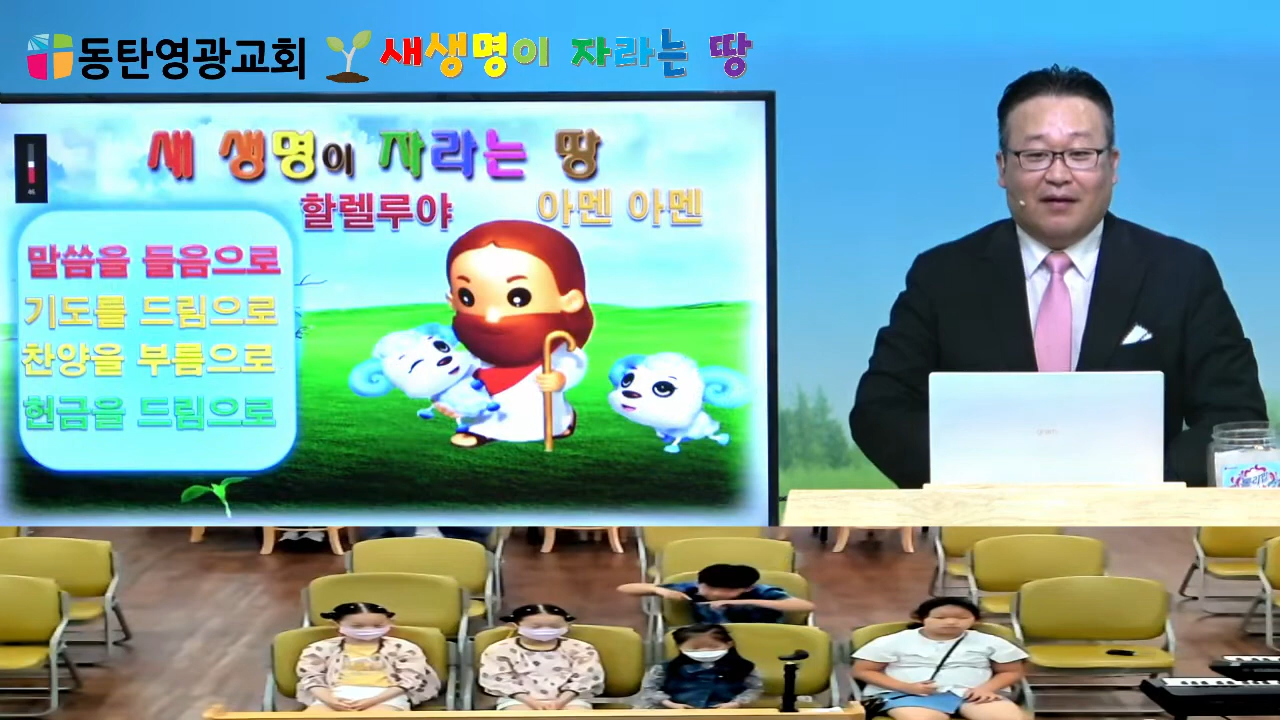 동탄영광교회 새생명이 자라는 땅
새 생명이 자라는 땅
할렐루야 아멘 아멘
말씀을 들음으로
기도를 드림으로
찬양을 부름으로
헌금을 드림으로
gram